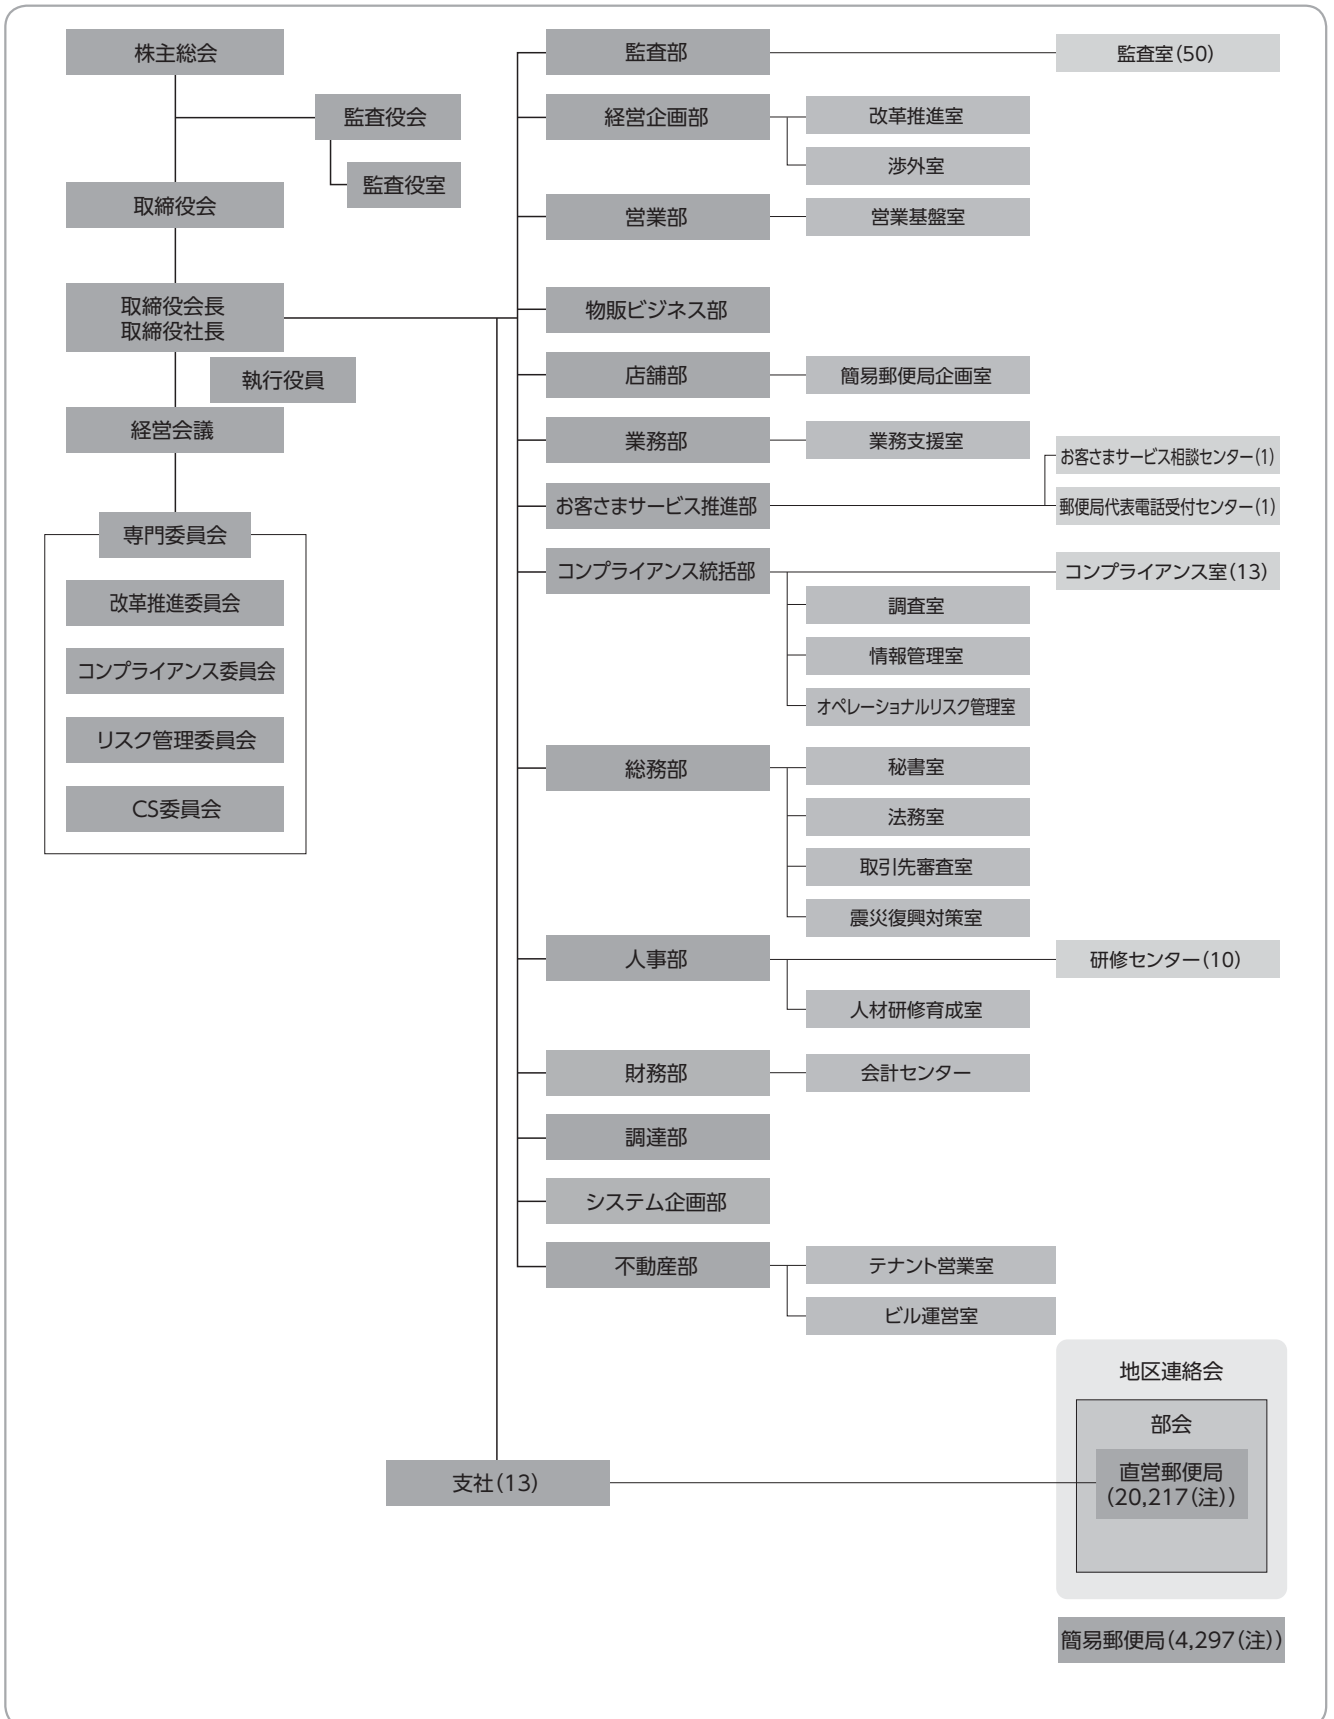 株主総会
監査役会
監査役室
取締役会
取締役会長
取締役社長
執行役員
経営会議
専門委員会
改革推進委員会
コンプライアンス委員会
リスク管理委員会
CS委員会
監査部
監査室(50)
経営企画部
改革推進室
渉外室
営業部
営業基盤室
物販ビジネス部
店舗部
簡易郵便局企画室
業務部
業務支援室
お客さまサービス推進部
お客さまサービス相談センター(1)
郵便局代表電話受付センター(1)
コンプライアンス統括部
コンプライアンス室(13)
調査室
情報管理室
オペレーショナルリスク管理室
総務部
秘書室
法務室
取引先審査室
震災復興対策室
人事部
研修センター(10)
人材研修育成室
財務部
会計センター
調達部
システム企画部
不動産部
テナント営業室
ビル運営室
支社(13)
地区連絡会
部会
直営郵便局
(20,217(注))
簡易郵便局(4,297(注))